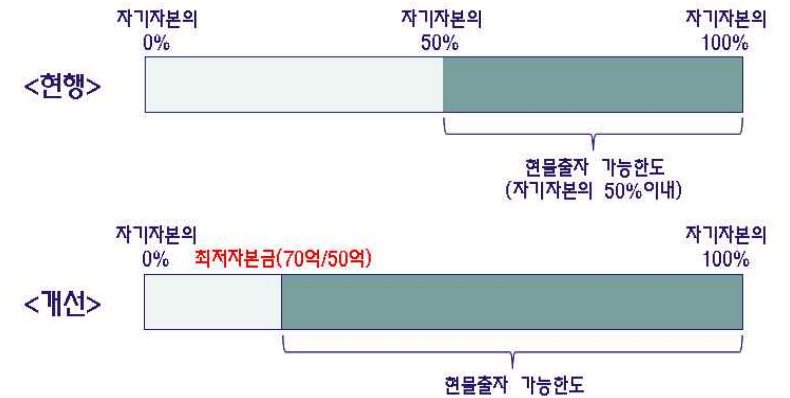 자기자본의 자기자본의 자기자본의
0% 50% 100%
<현행>
현물출자 가능한도
(자기자본의 50%이내)
자기자본의 자기자본의
0% 최저자본금(70억/50억) 100%
<개선>
현물출자 가능한도